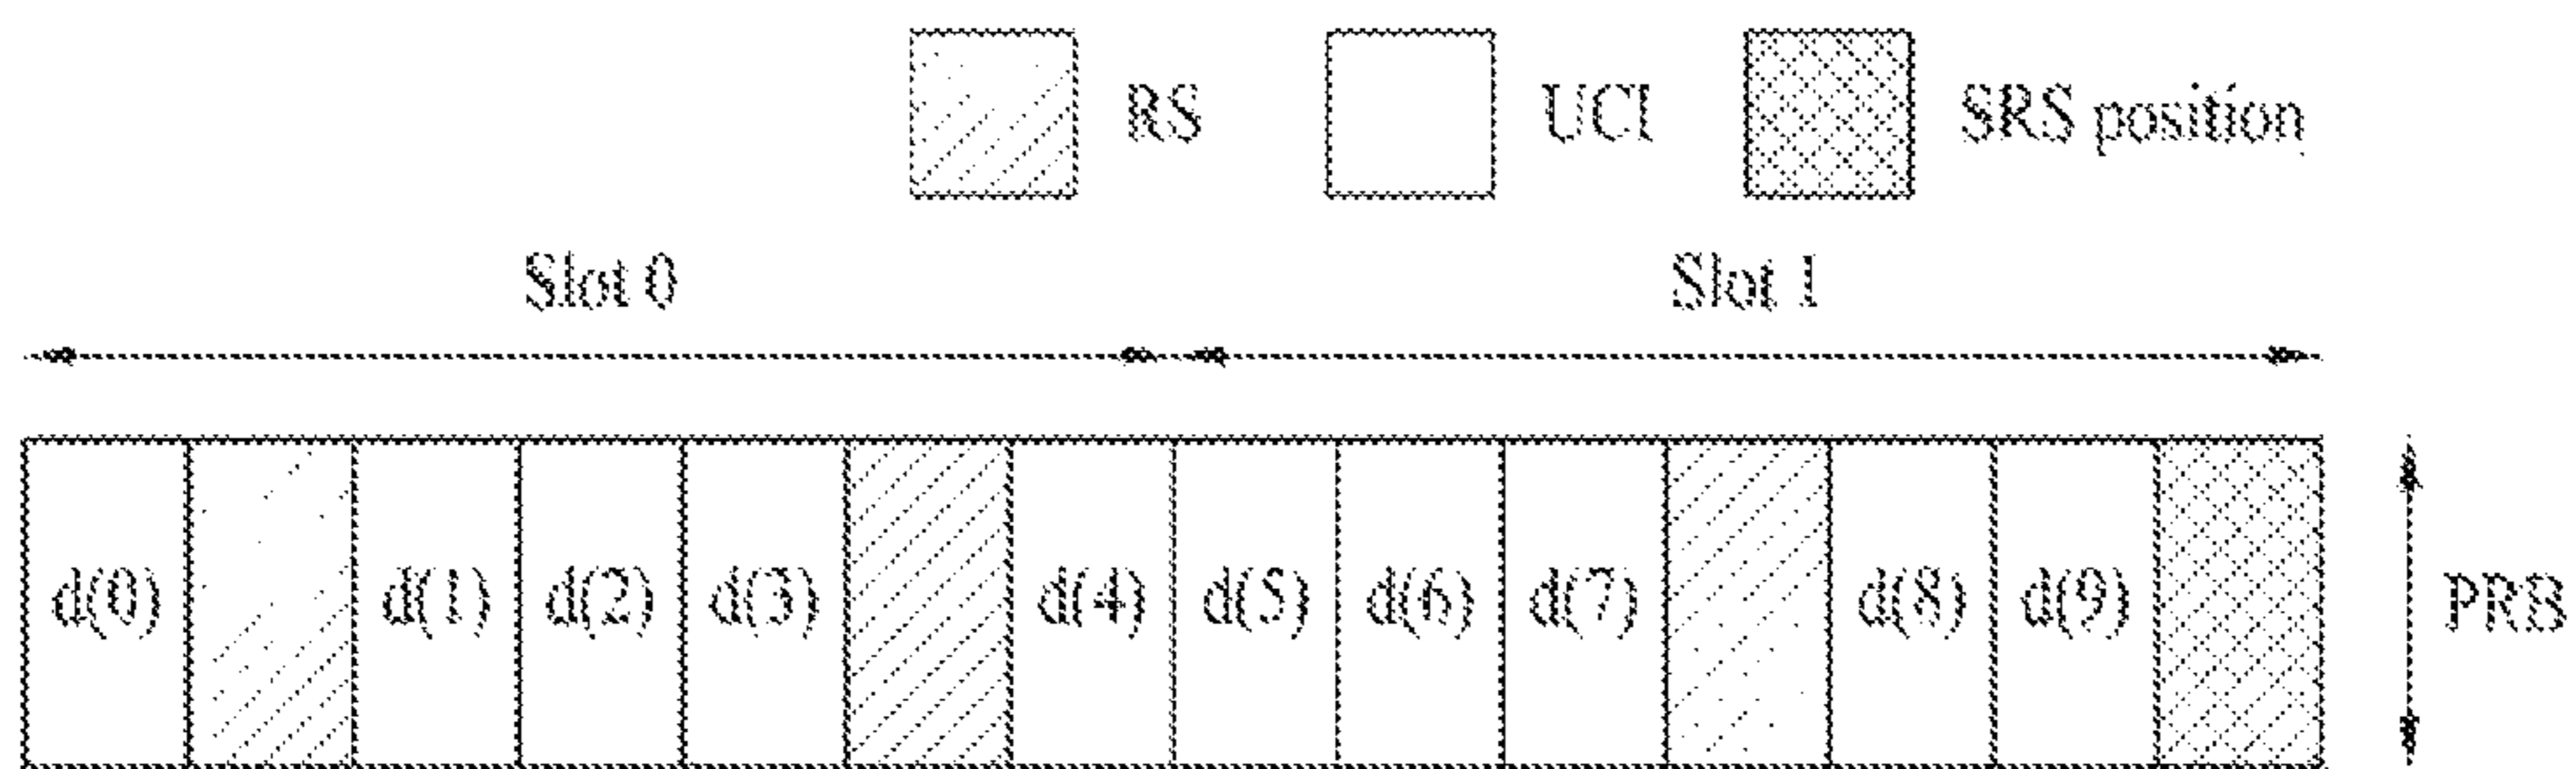 RS UCI SRS position
Slot 0 Slot 1
d(0) d(1) d(2) d(3) d(4) d(5) d(6) d(7) d(8) d(9) PRB